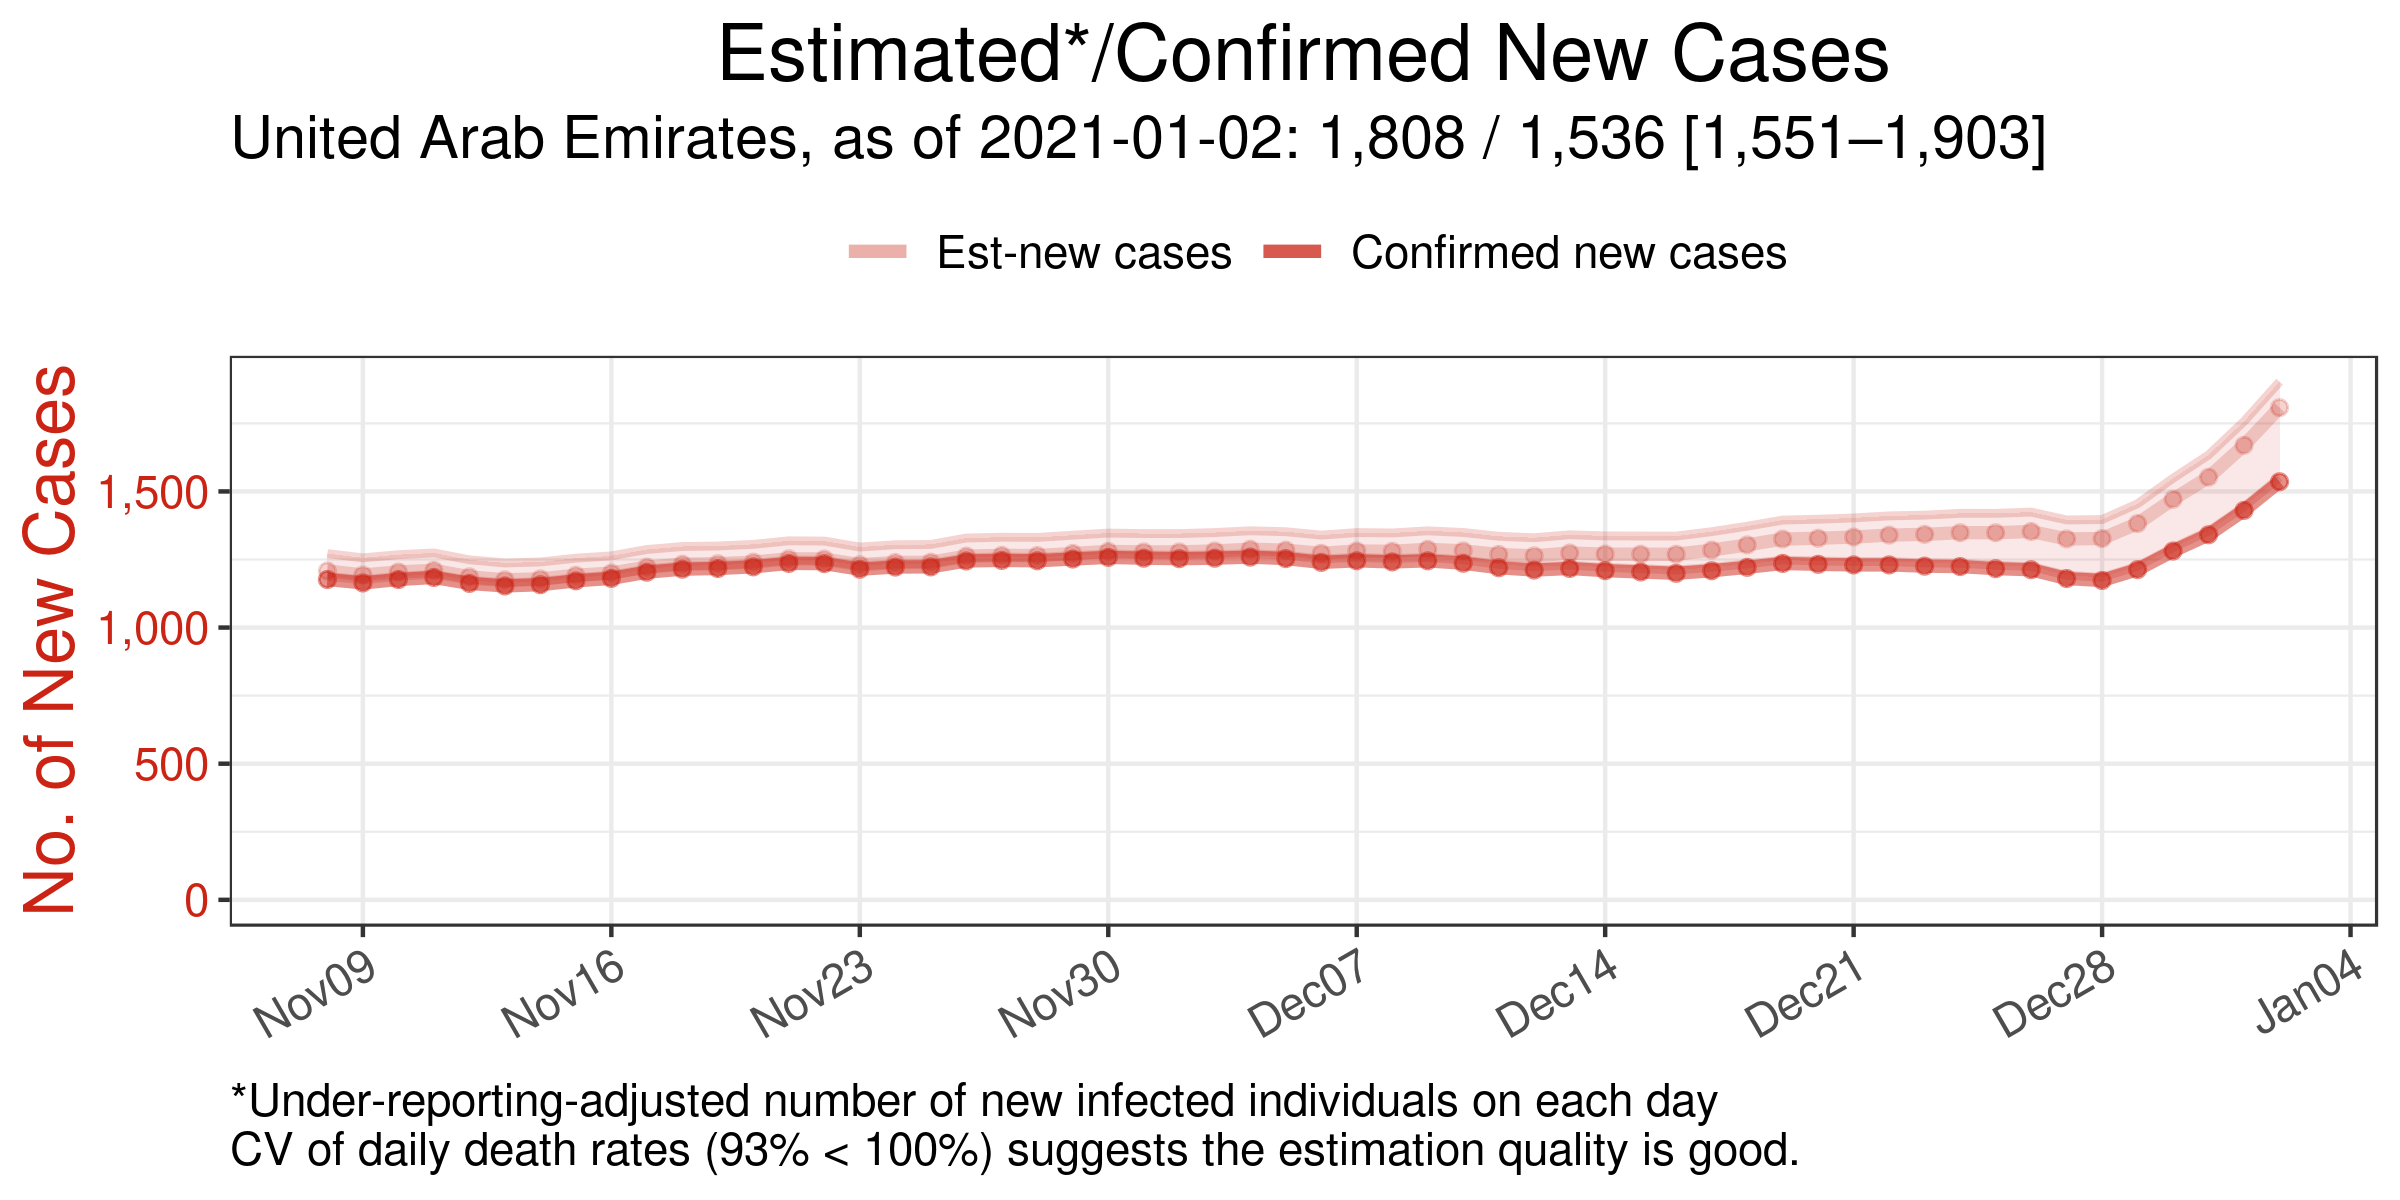 Estimated*/Confirmed New Cases
United Arab Emirates, as of 2021-01-02: 1,808 / 1,536 [1,551–1,903]
Est-new cases Confirmed new cases
No. of New Cases
1,500
1,000
500
0
Nov09 Nov16 Nov23 Nov30 Dec07 Dec14 Dec21 Dec28 Jan04
*Under-reporting-adjusted number of new infected individuals on each day
CV of daily death rates (93% < 100%) suggests the estimation quality is good.